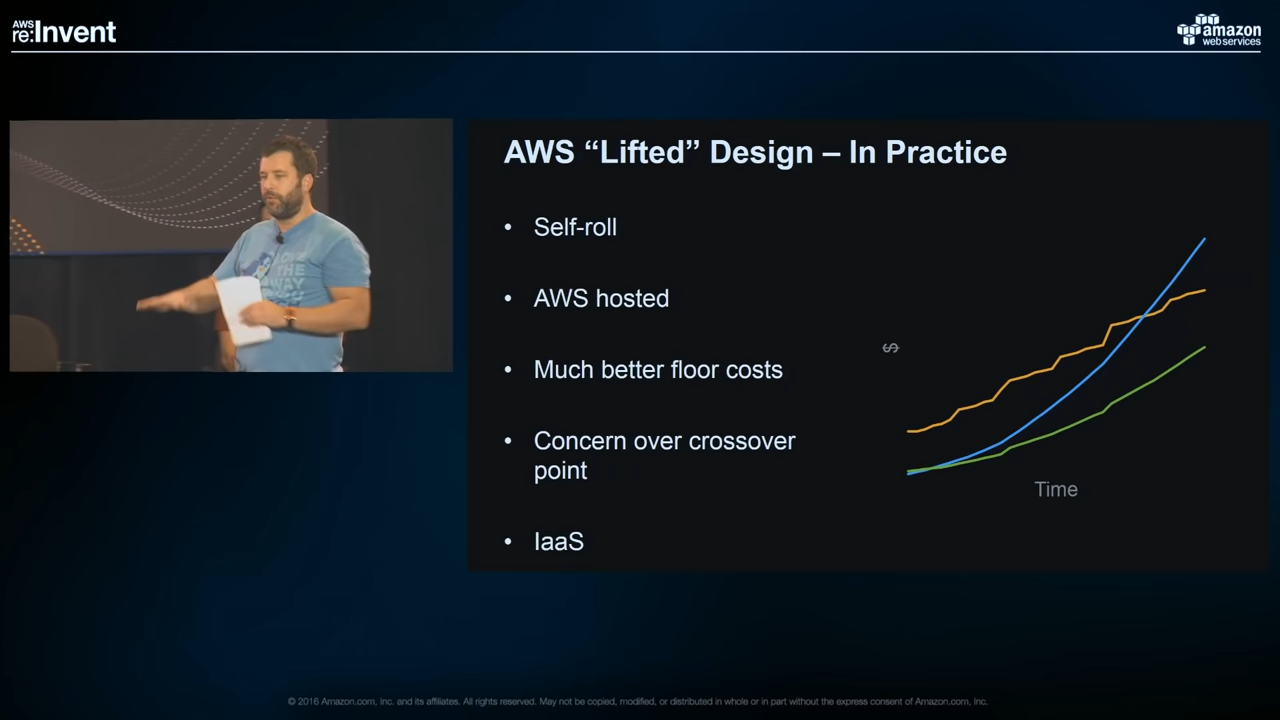 AWS
re:Invent
amazon
web services
AWS “Lifted” Design – In Practice
• Self-roll
• AWS hosted
• Much better floor costs
• Concern over crossover
point
• IaaS
$
Time
THE
WAY
© 2016 Amazon.com, Inc. and its affiliates. All rights reserved. May not be copied, modified, or distributed in whole or in part without the express consent of Amazon.com, Inc.